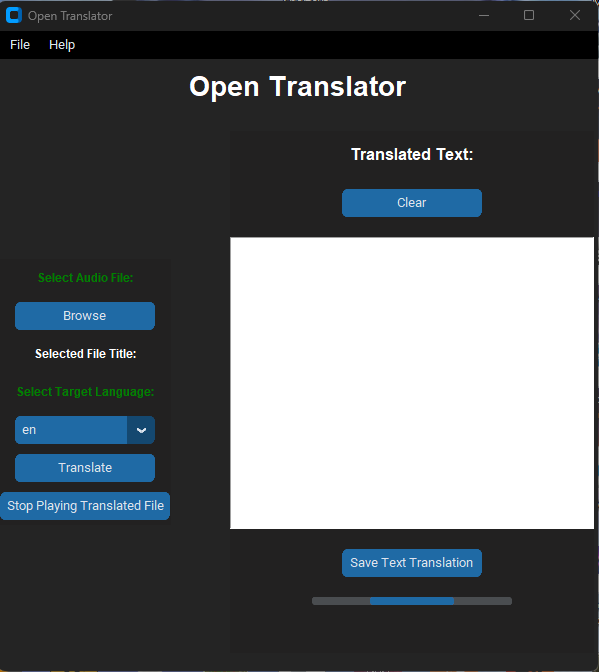 Open Translator
File Help
Open Translator
Translated Text:
Clear
Select Audio File:
Browse
Selected File Title:
Select Target Language:
en
Translate
Stop Playing Translated File
Save Text Translation